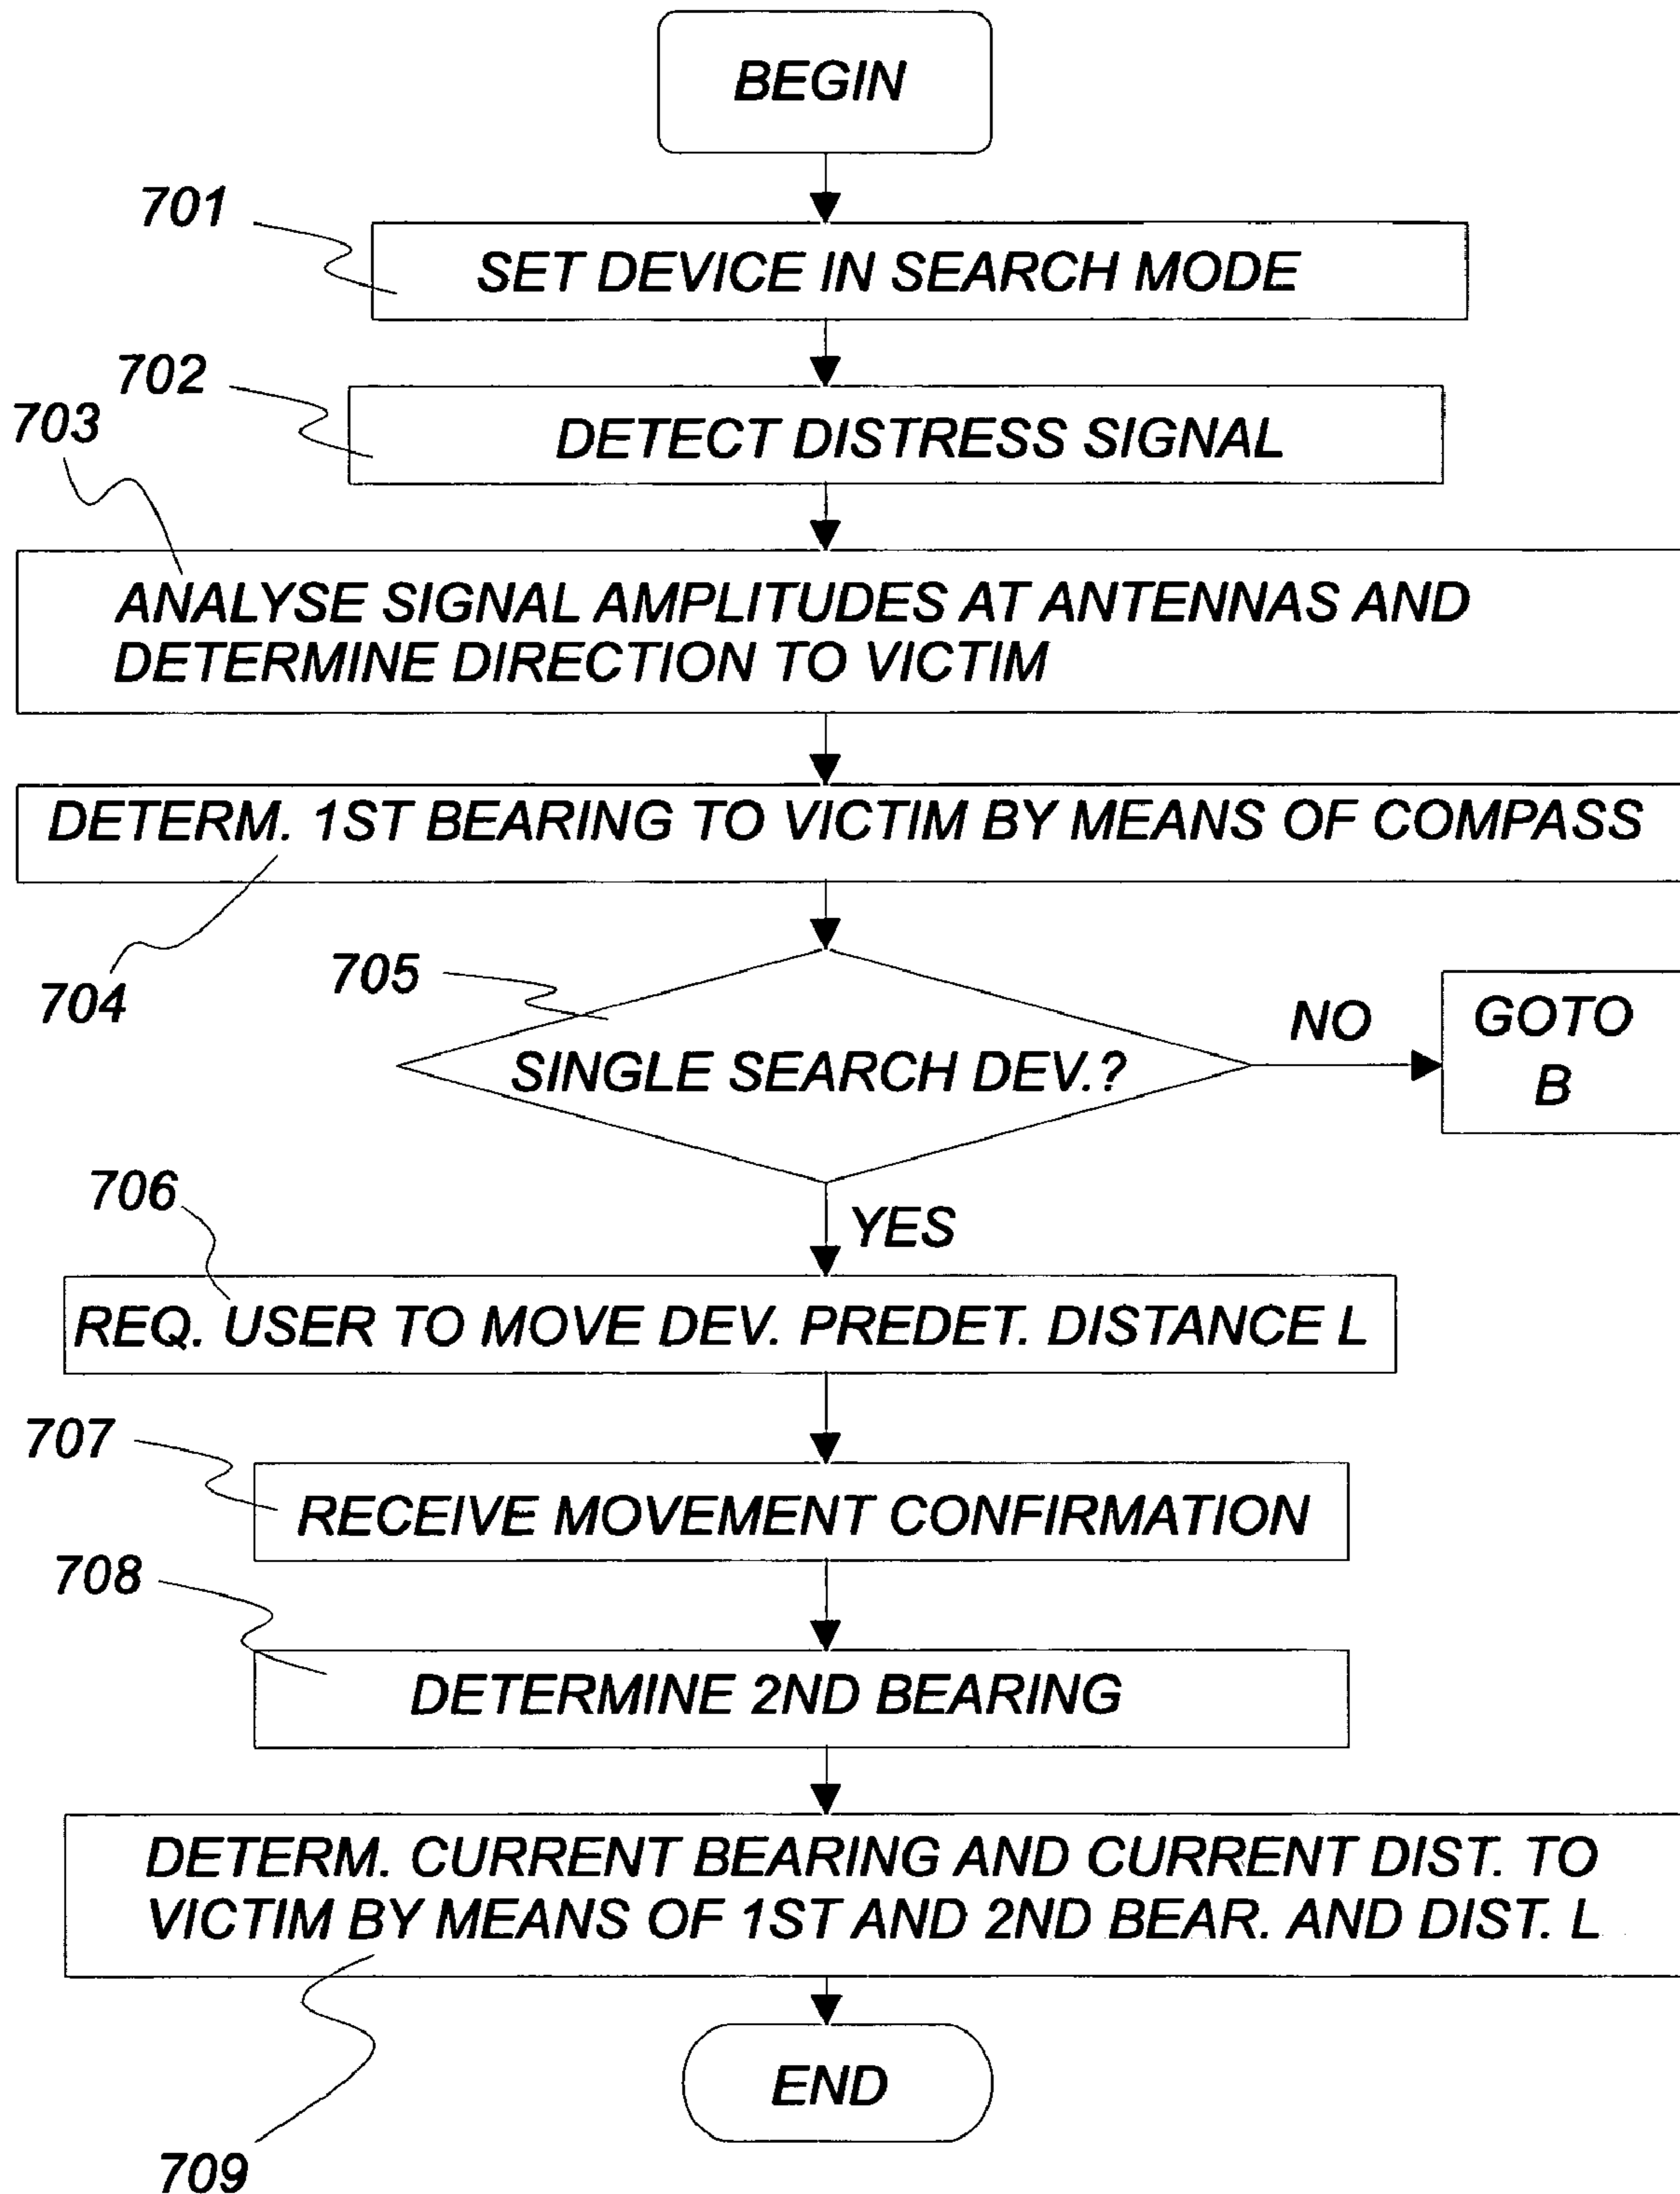 BEGIN
701
SET DEVICE IN SEARCH MODE
702
DETECT DISTRESS SIGNAL
703
ANALYSE SIGNAL AMPLITUDES AT ANTENNAS AND
DETERMINE DIRECTION TO VICTIM
DETERM. 1ST BEARING TO VICTIM BY MEANS OF COMPASS
704
705
SINGLE SEARCH DEV.?
NO
GOTO
B
YES
706
REQ. USER TO MOVE DEV. PREDET. DISTANCE L
707
RECEIVE MOVEMENT CONFIRMATION
708
DETERMINE 2ND BEARING
DETERM. CURRENT BEARING AND CURRENT DIST. TO
VICTIM BY MEANS OF 1ST AND 2ND BEAR. AND DIST. L
709
END